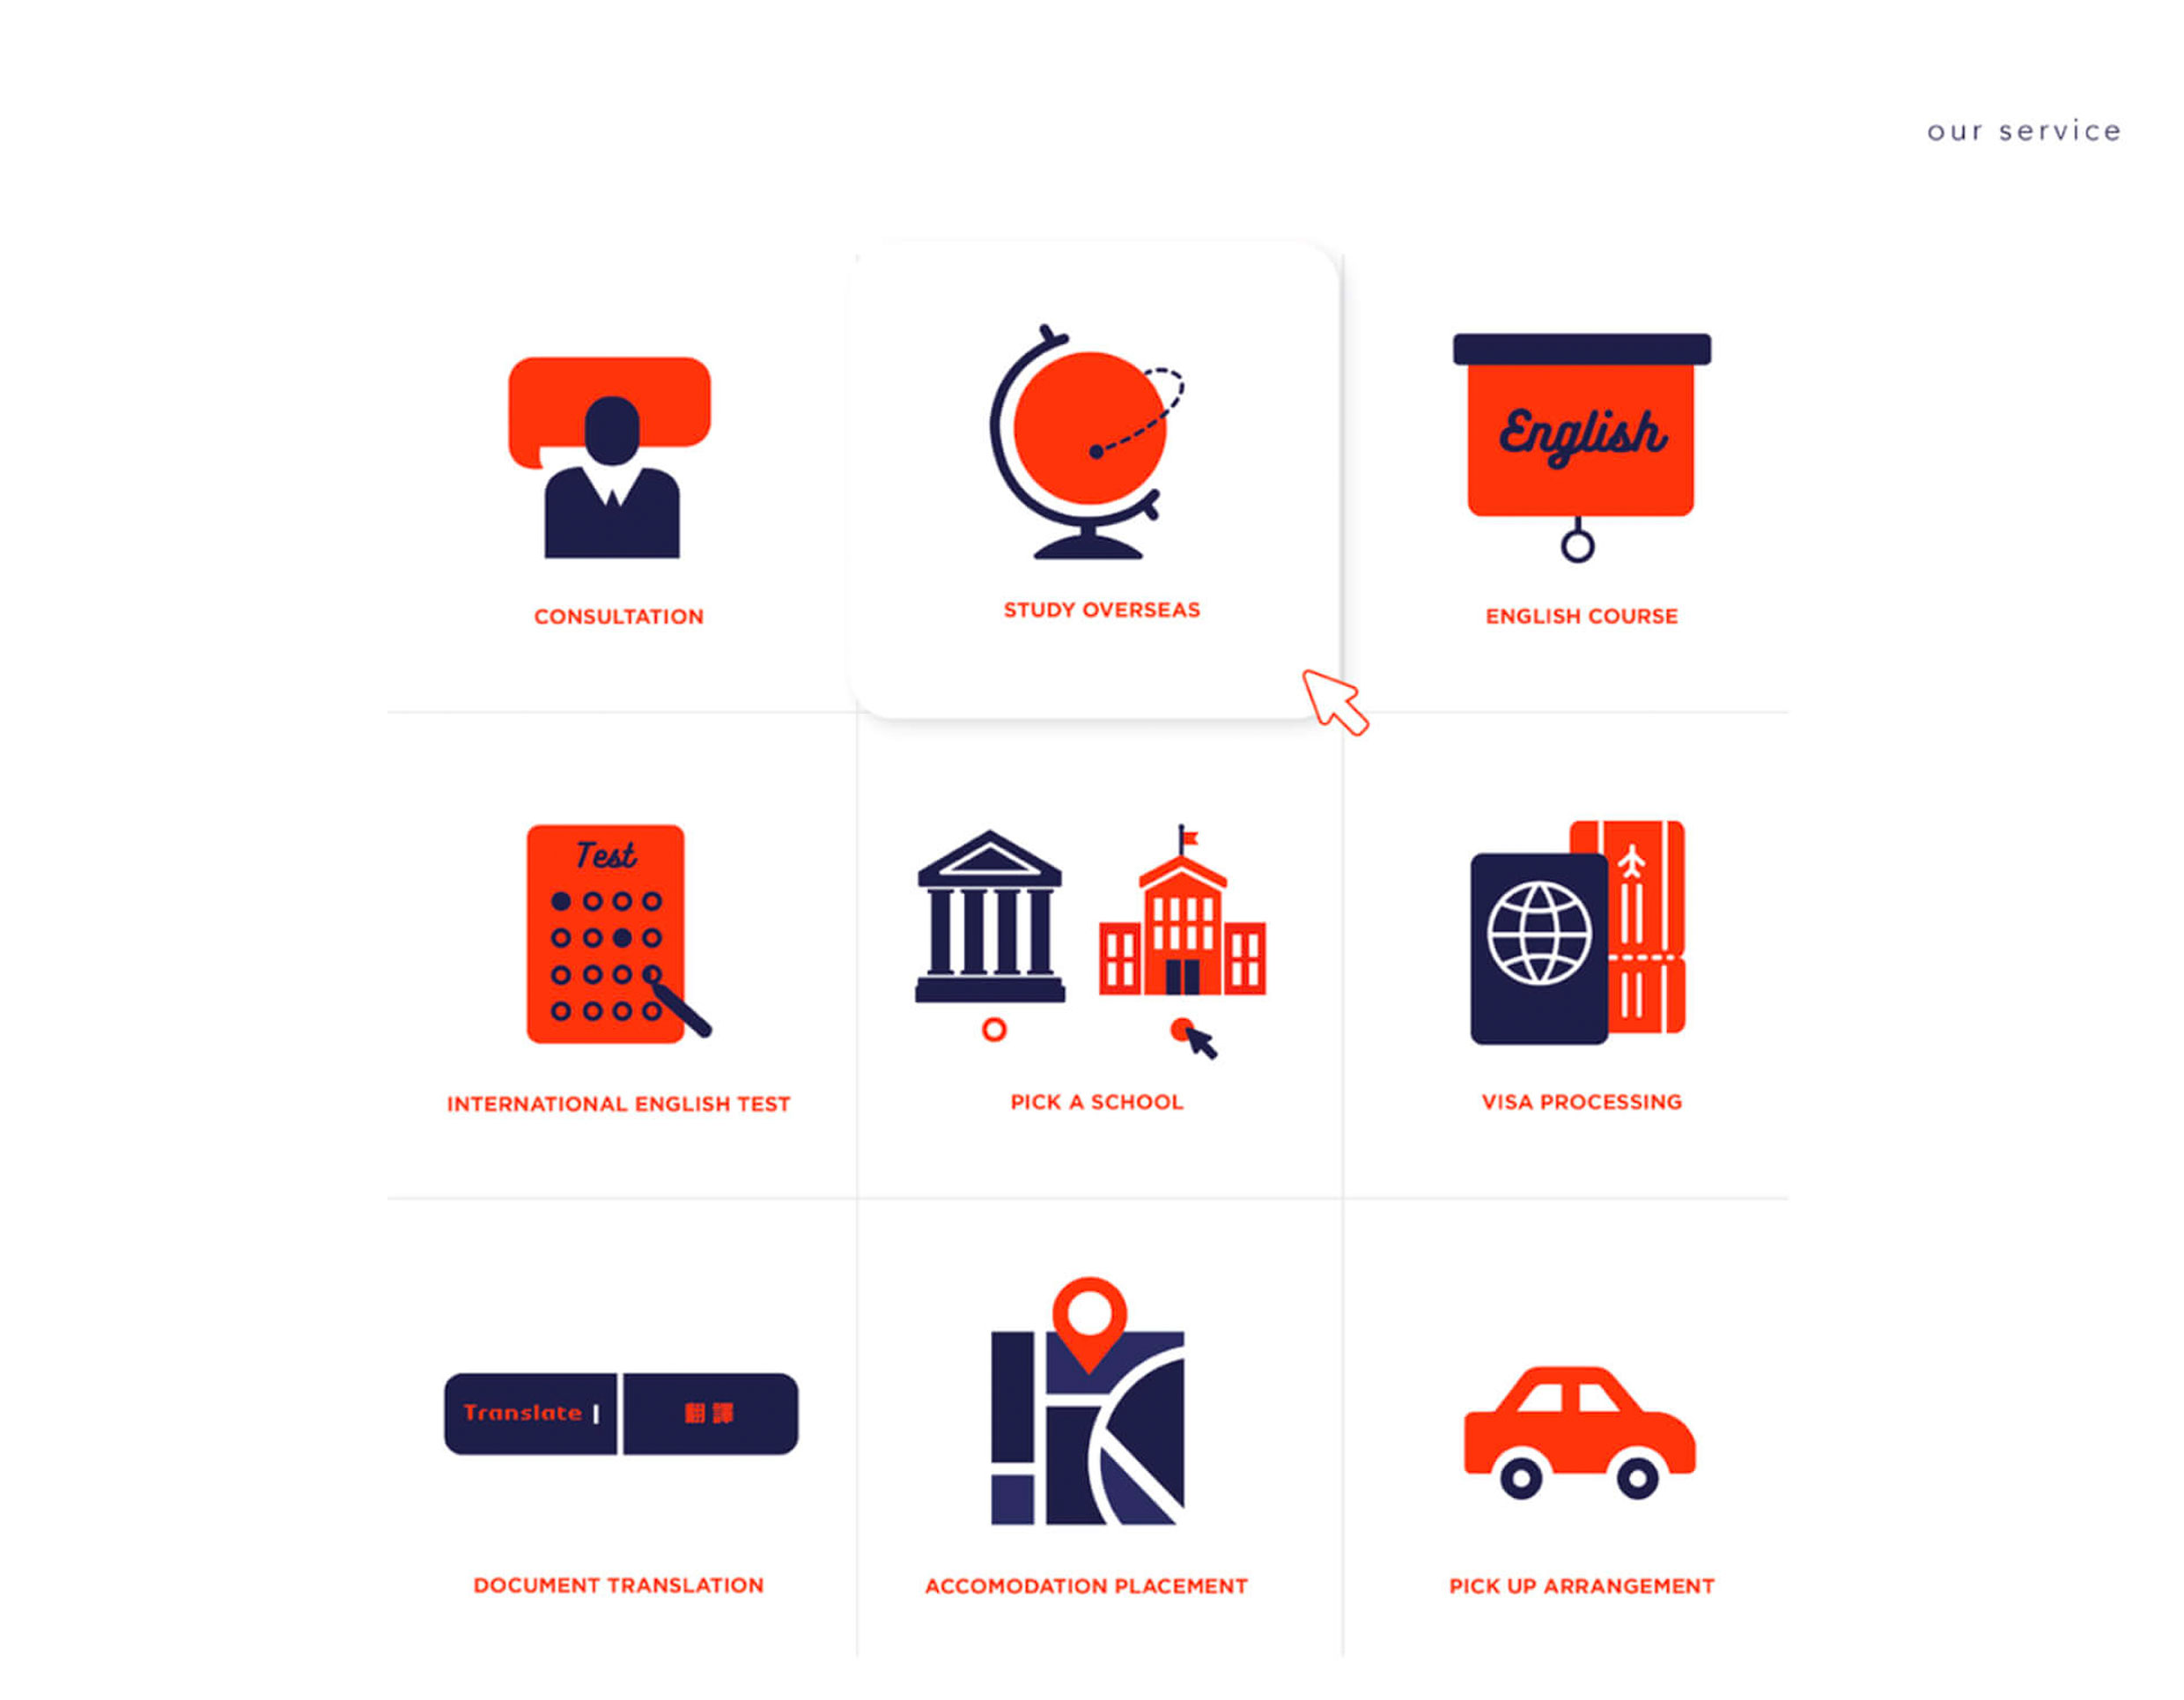 our service
English
CONSULTATION
STUDY OVERSEAS
ENGLISH COURSE
Test
INTERNATIONAL ENGLISH TEST
PICK A SCHOOL
VISA PROCESSING
Translate
翻譯
DOCUMENT TRANSLATION
ACCOMODATION PLACEMENT
PICK UP ARRANGEMENT